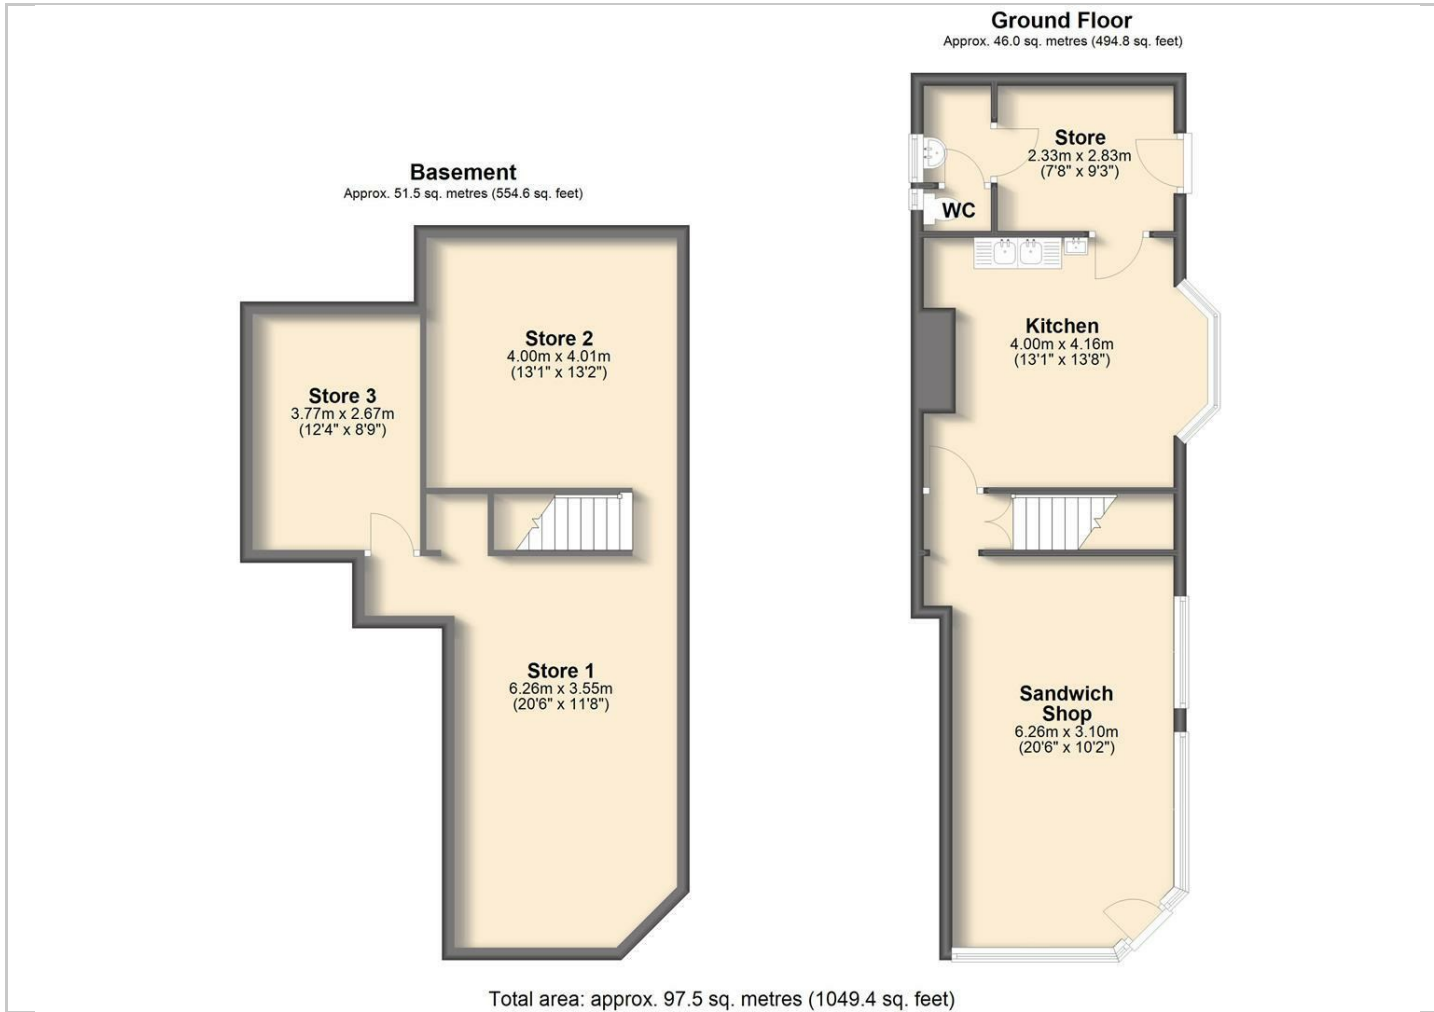 Ground Floor
Approx. 46.0 sq. metres (494.8 sq. feet)
Store
2.33m x 2.83m
(7'8" x 9'3")
WC
Kitchen
4.00m x 4.16m
(13'1" x 13'8")
Sandwich
Shop
6.26m x 3.10m
(20'6" x 10'2")
Basement
Approx. 51.5 sq. metres (554.6 sq. feet)
Store 2
4.00m x 4.01m
(13'1" x 13'2")
Store 3
3.77m x 2.67m
(12'4" x 8'9")
Store 1
6.26m x 3.55m
(20'6" x 11'8")
Total area: approx. 97.5 sq. metres (1049.4 sq. feet)